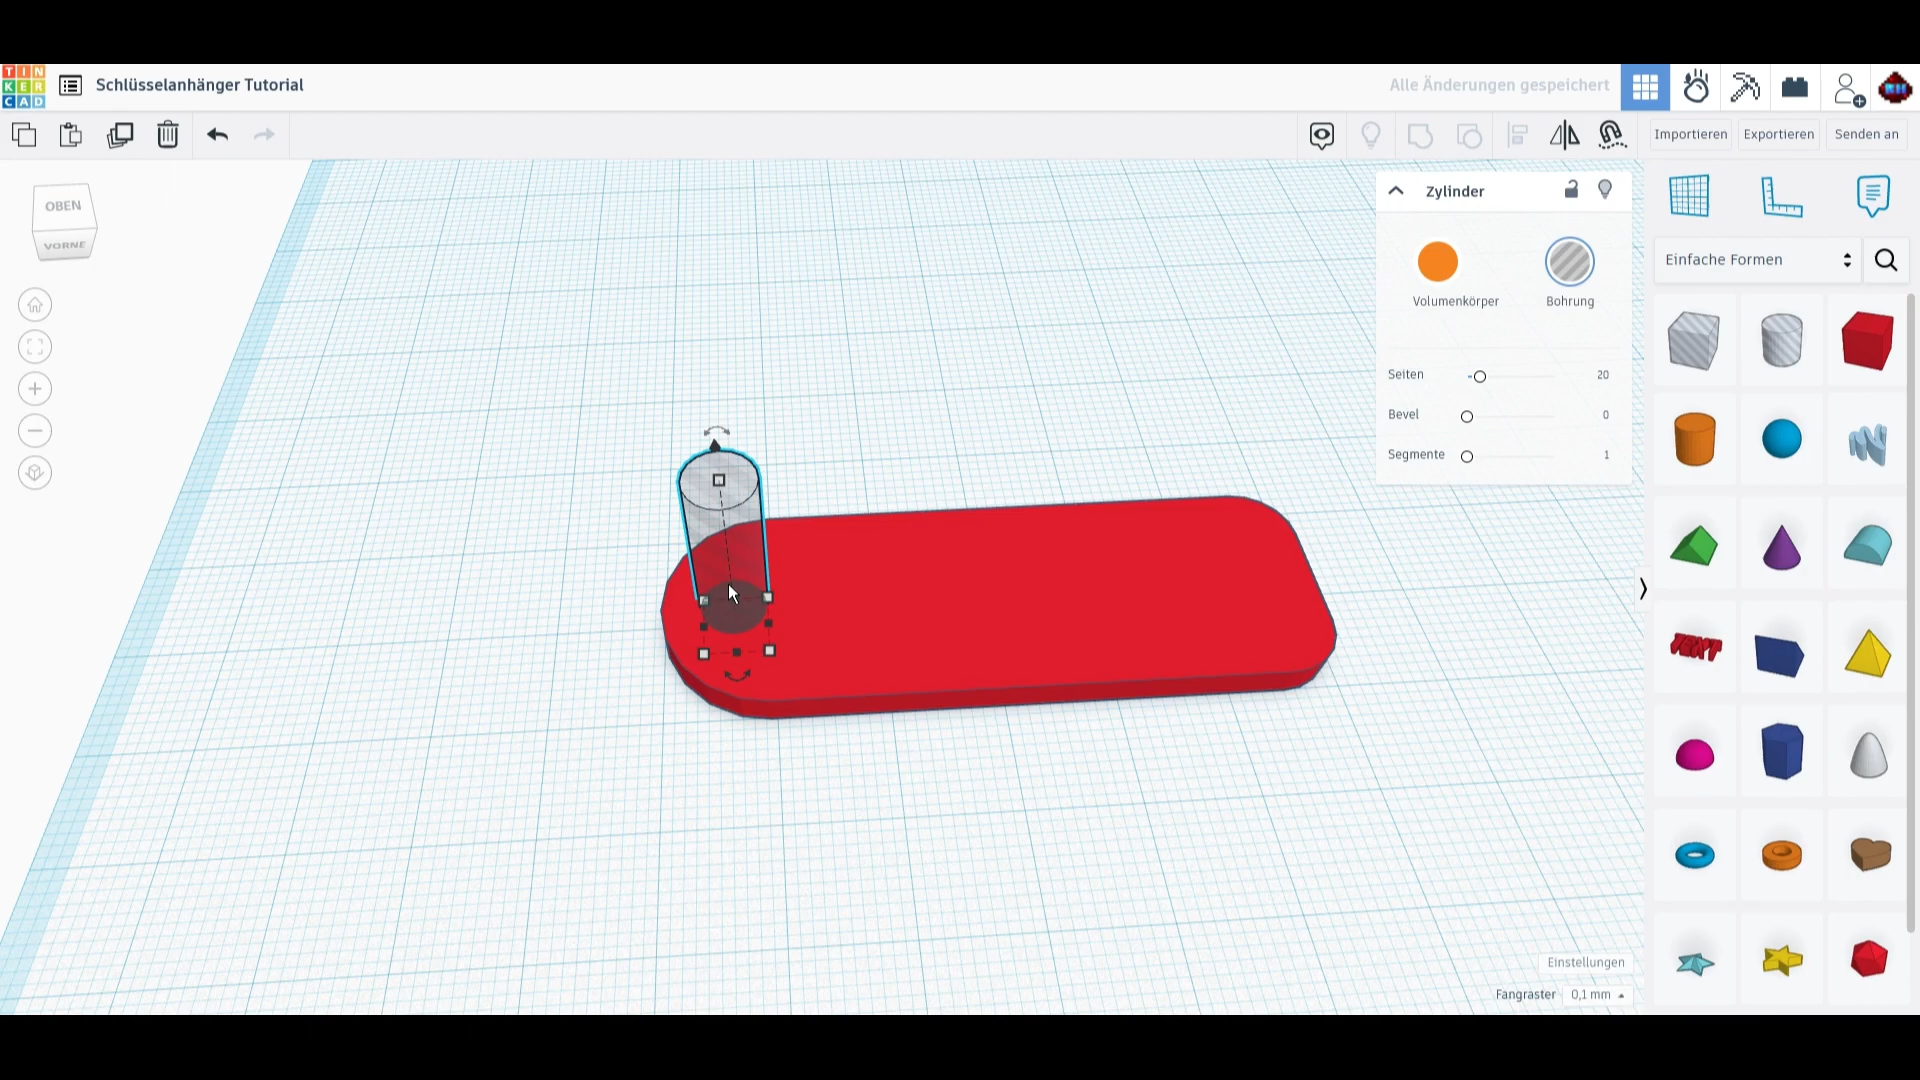 TIN
KER
CAD
Schlüsselanhänger Tutorial
Alle Änderungen gespeichert
Importieren
Exportieren
Senden an
OBEN
VORNE
Zylinder
Volumenkörper
Bohrung
Seiten 20
Bevel 0
Segmente 1
Einfache Formen
TEXT
Einstellungen
Fangraster 0,1 mm